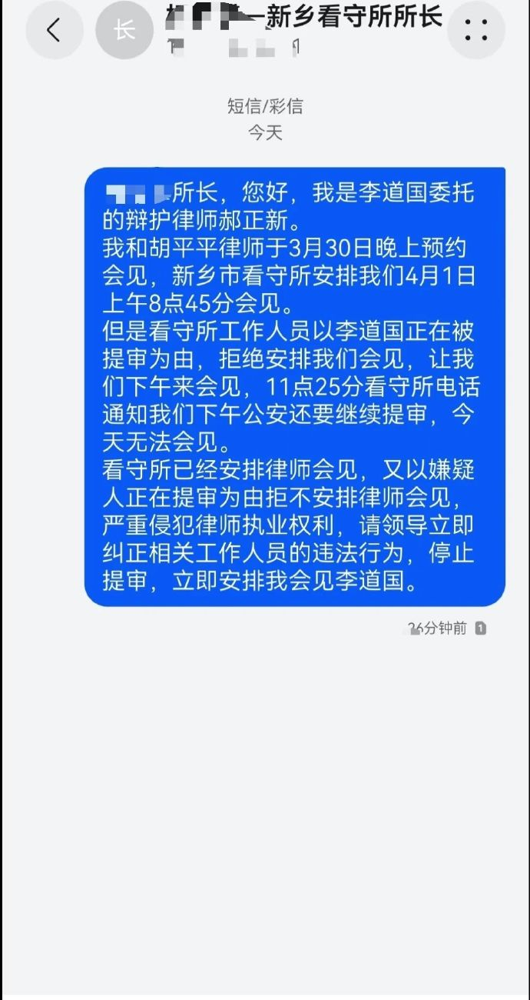 长
一新乡看守所所长
短信/彩信
今天
所长，您好，我是李道国委托
的辩护律师郝正新。
我和胡平平律师于3月30日晚上预约
会见，新乡市看守所安排我们4月1日
上午8点45分会见。
但是看守所工作人员以李道国正在被
提审为由，拒绝安排我们会见，让我
们下午来会见，11点25分看守所电话
通知我们下午公安还要继续提审，今
天无法会见。
看守所已经安排律师会见，又以嫌疑
人正在提审为由拒不安排律师会见，
严重侵犯律师执业权利，请领导立即
纠正相关工作人员的违法行为，停止
提审，立即安排我会见李道国。
26分钟前 1